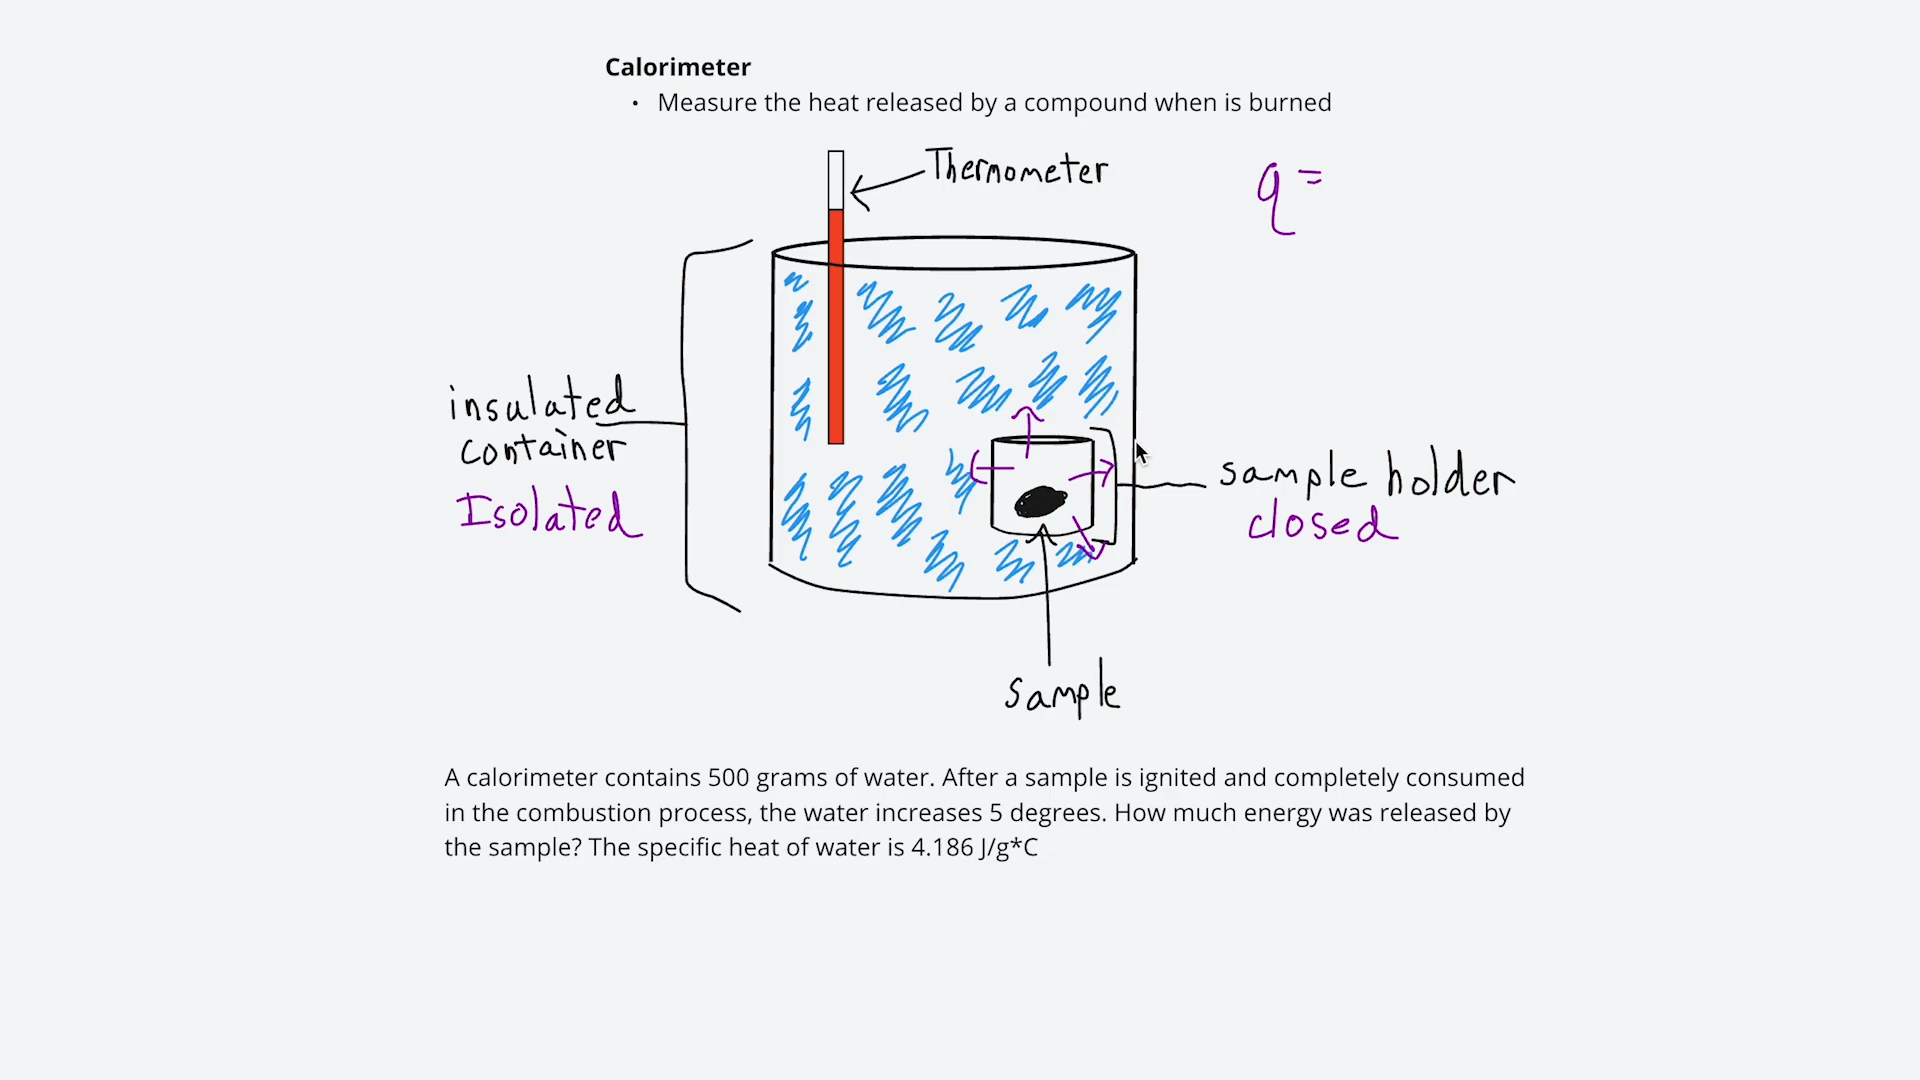 Calorimeter
• Measure the heat released by a compound when is burned
Thermometer
q =
insulated
container
Isolated
sample holder
closed
sample
A calorimeter contains 500 grams of water. After a sample is ignited and completely consumed
in the combustion process, the water increases 5 degrees. How much energy was released by
the sample? The specific heat of water is 4.186 J/g*C